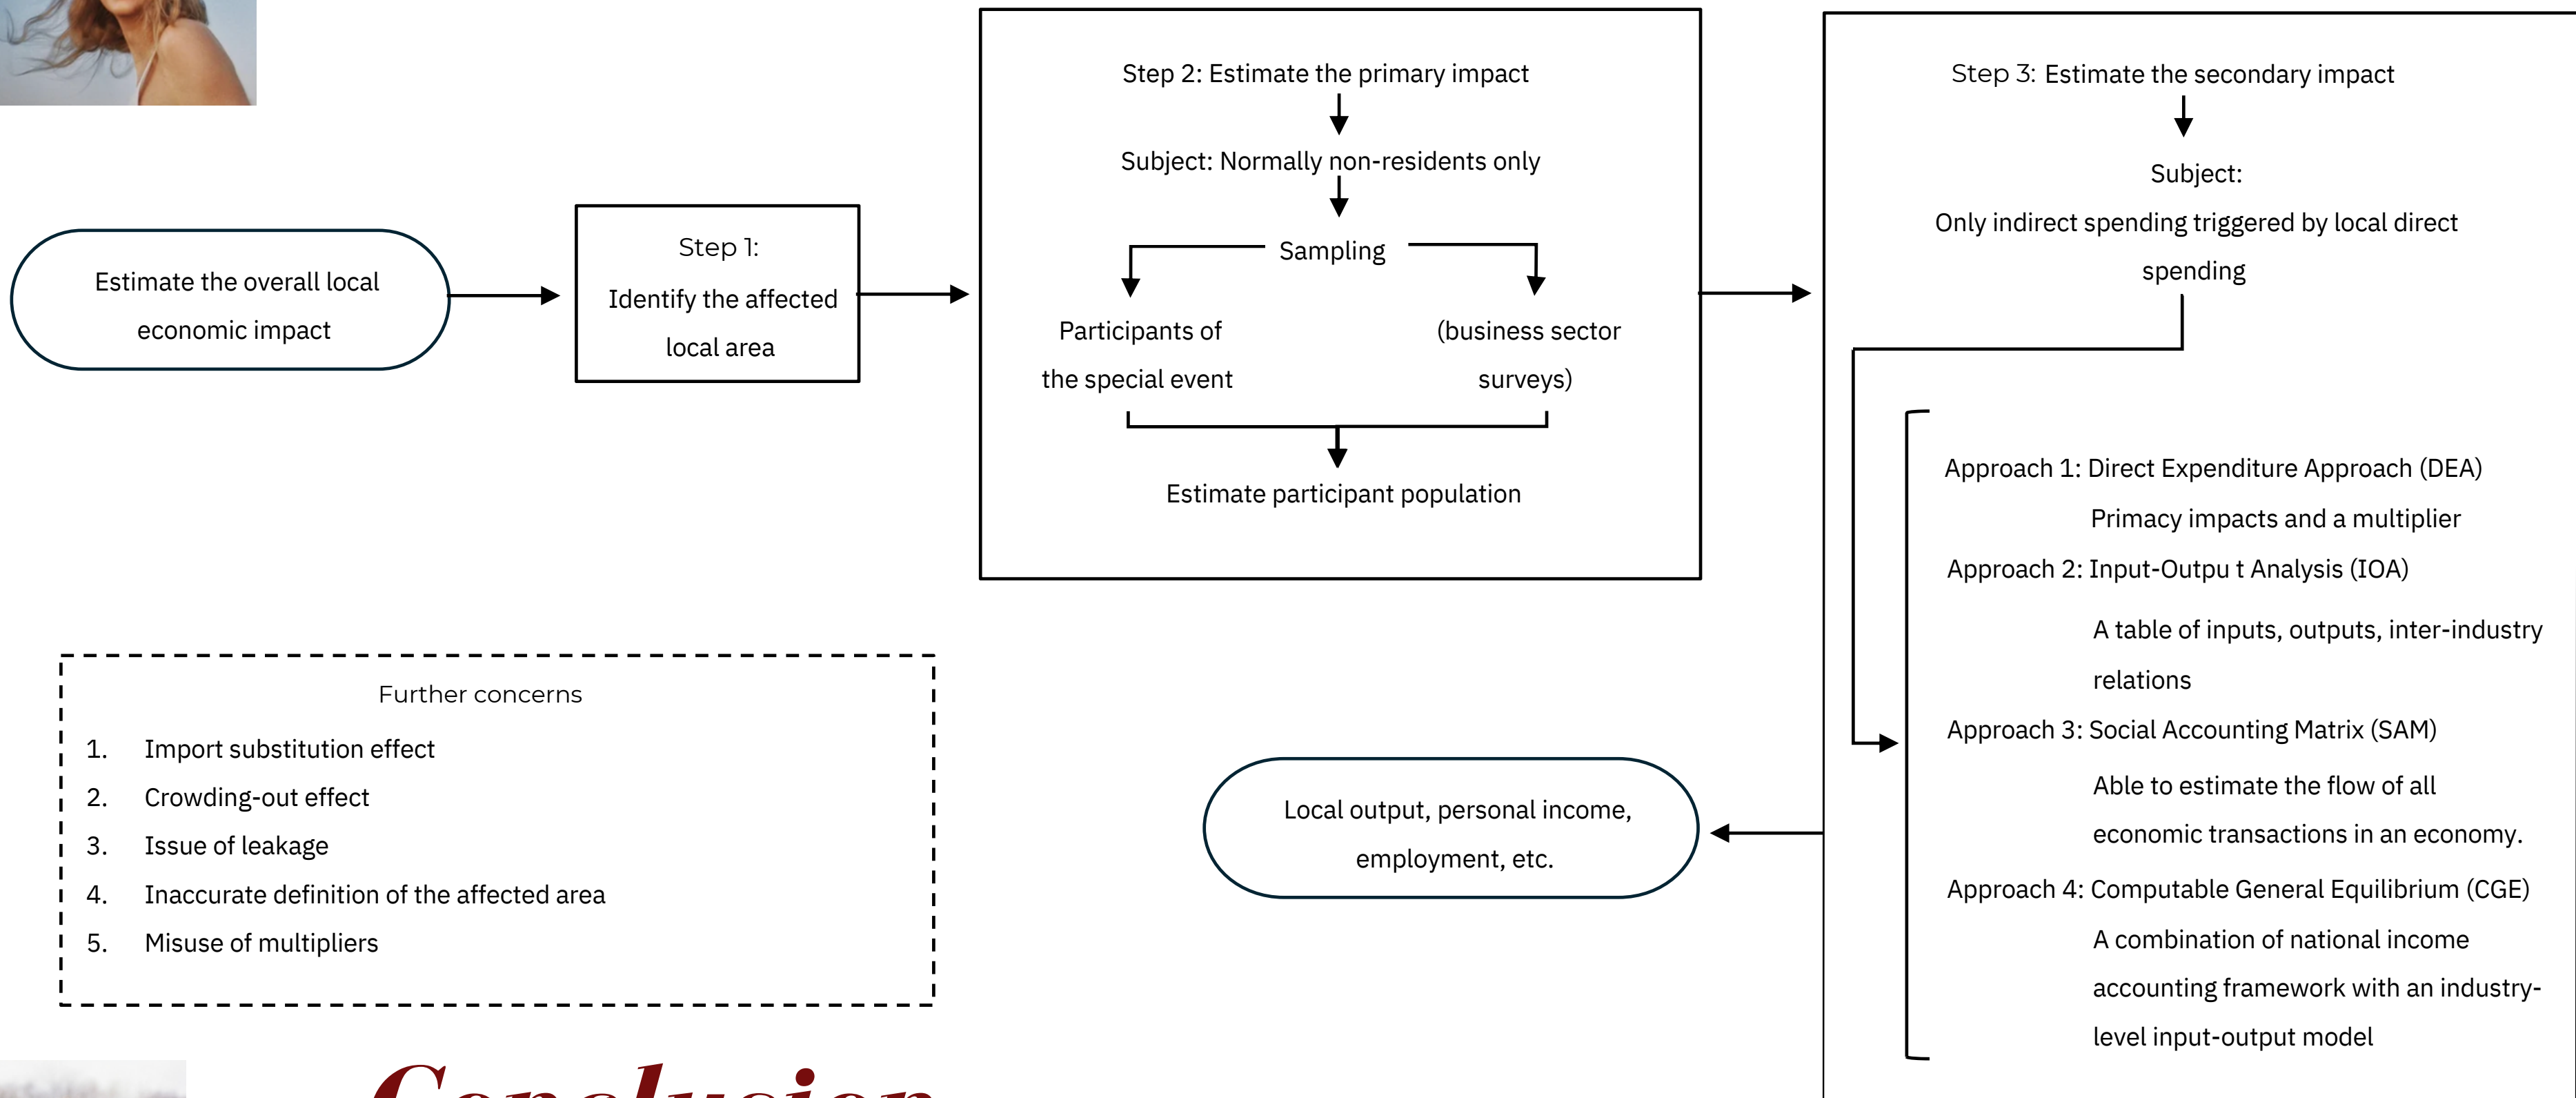 Estimate the overall local
economic impact
Step 1:
Identify the affected
local area
Step 2: Estimate the primary impact
Subject: Normally non-residents only
Sampling
Participants of
the special event
(business sector
surveys)
Estimate participant population
Step 3: Estimate the secondary impact
Subject:
Only indirect spending triggered by local direct
spending
Approach 1: Direct Expenditure Approach (DEA)
Primacy impacts and a multiplier
Approach 2: Input-Outpu t Analysis (IOA)
A table of inputs, outputs, inter-industry
relations
Approach 3: Social Accounting Matrix (SAM)
Able to estimate the flow of all
economic transactions in an economy.
Approach 4: Computable General Equilibrium (CGE)
A combination of national income
accounting framework with an industry-
level input-output model
Local output, personal income,
employment, etc.
Further concerns
1. Import substitution effect
2. Crowding-out effect
3. Issue of leakage
4. Inaccurate definition of the affected area
5. Misuse of multipliers
Conclusion